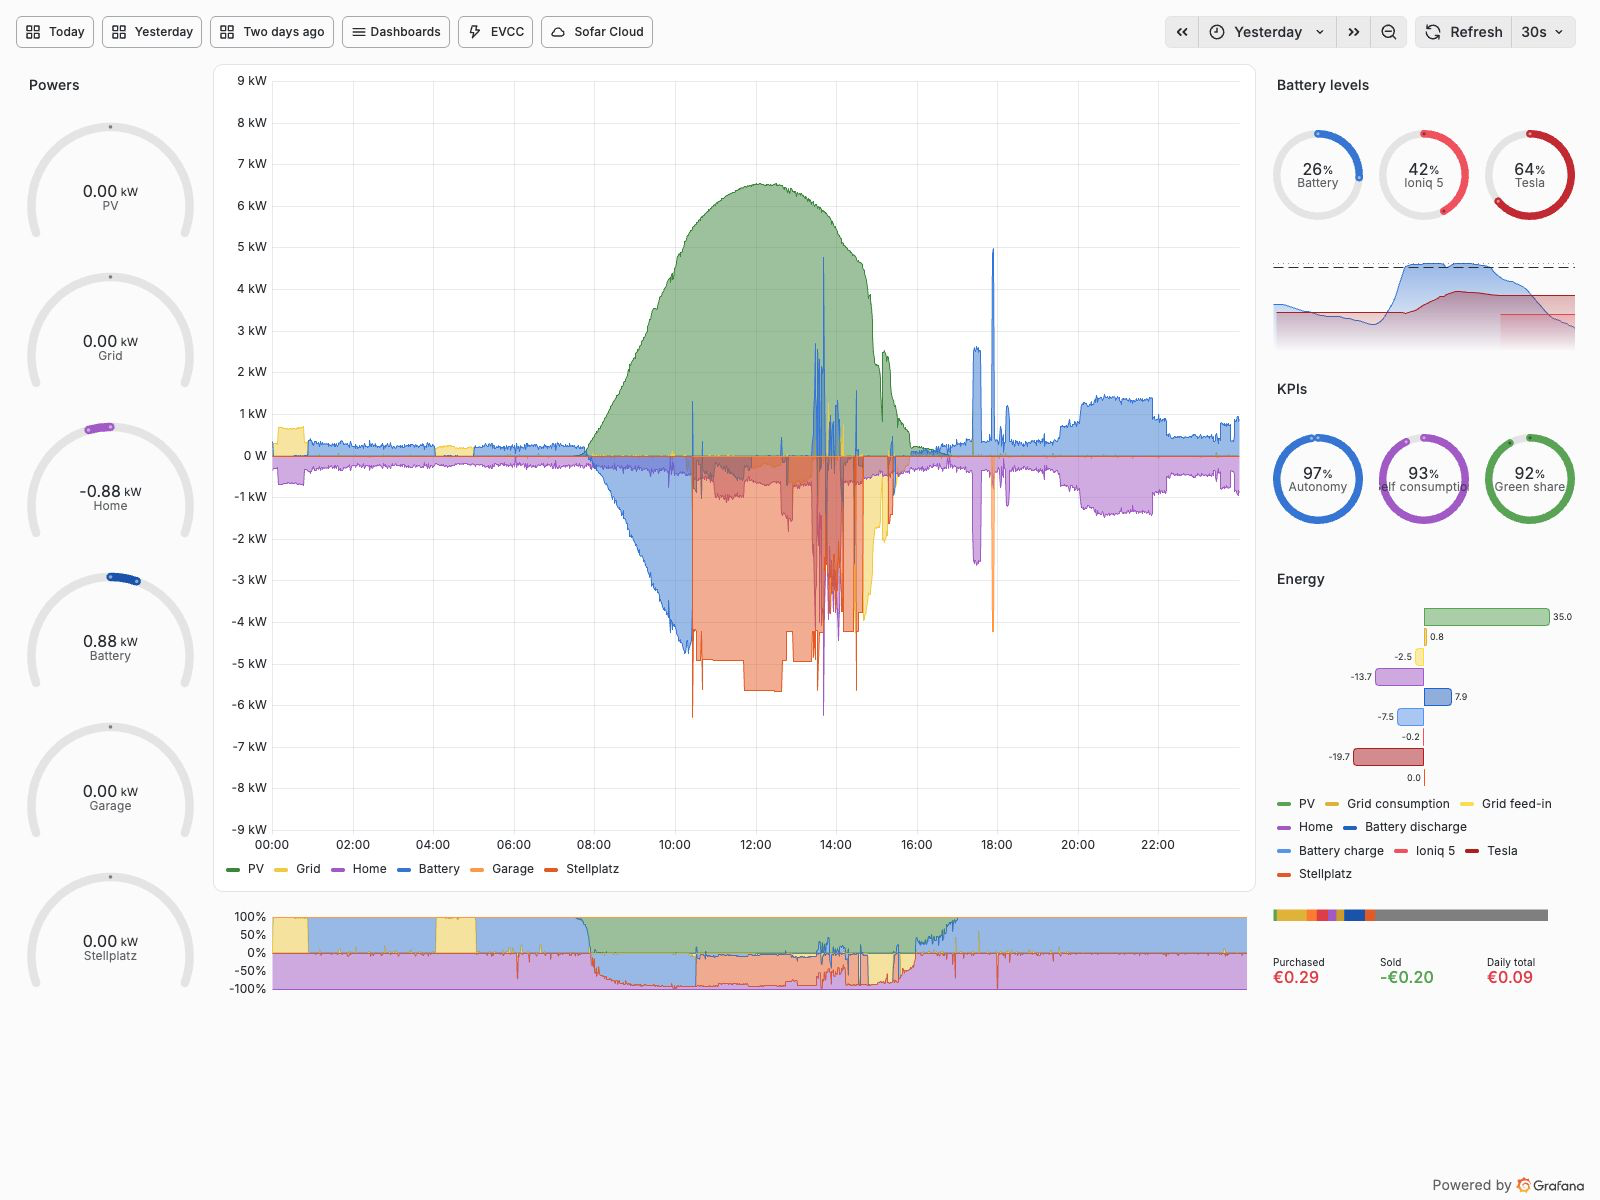 Today Yesterday Two days ago Dashboards EVCC Sofar Cloud Yesterday Refresh 30s
Powers
0.00 kW
PV
0.00 kW
Grid
-0.88 kW
Home
0.88 kW
Battery
0.00 kW
Garage
0.00 kW
Stellplatz
9 kW
8 kW
7 kW
6 kW
5 kW
4 kW
3 kW
2 kW
1 kW
0 W
-1 kW
-2 kW
-3 kW
-4 kW
-5 kW
-6 kW
-7 kW
-8 kW
-9 kW
00:00 02:00 04:00 06:00 08:00 10:00 12:00 14:00 16:00 18:00 20:00 22:00
PV Grid Home Battery Garage Stellplatz
100%
50%
0%
-50%
-100%
Battery levels
26% 42% 64%
Battery Ioniq 5 Tesla
KPIs
97% 93% 92%
Autonomy elf consumptio Green share
Energy
35.0
0.8
-2.5
-13.7
7.9
-7.5
-0.2
-19.7
0.0
PV Grid consumption Grid feed-in
Home Battery discharge
Battery charge Ioniq 5 Tesla
Stellplatz
Purchased Sold Daily total
€0.29 -€0.20 €0.09
Powered by Grafana